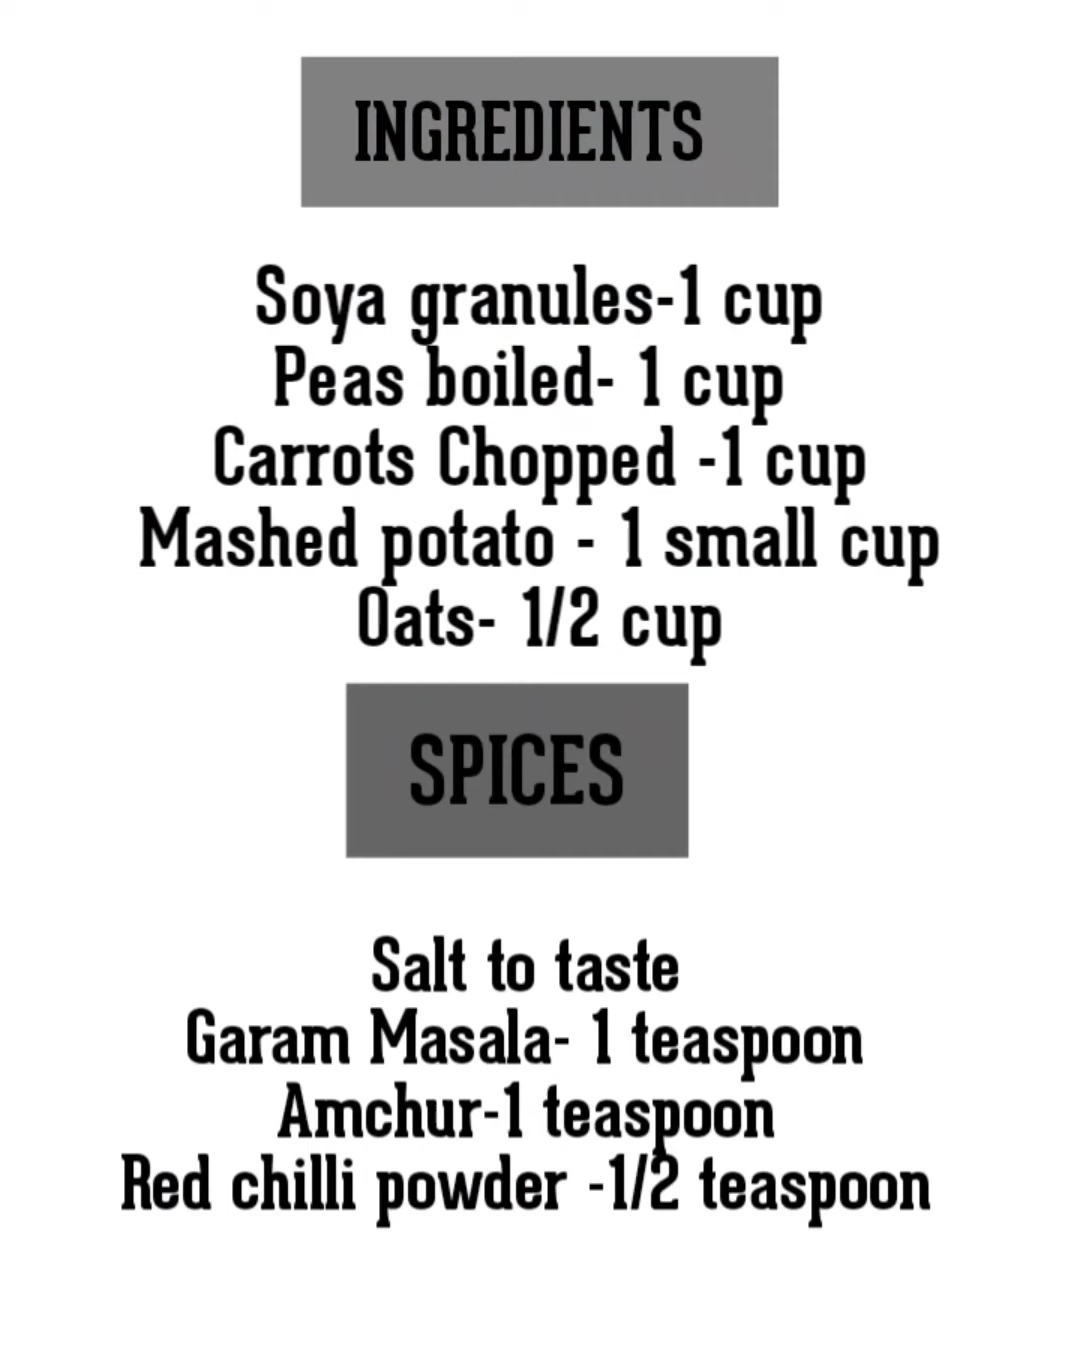 INGREDIENTS
Soya granules-1 cup
Peas boiled- 1 cup
Carrots Chopped -1 cup
Mashed potato - 1 small cup
Oats- 1/2 cup
SPICES
Salt to taste
Garam Masala- 1 teaspoon
Amchur-1 teaspoon
Red chilli powder -1/2 teaspoon